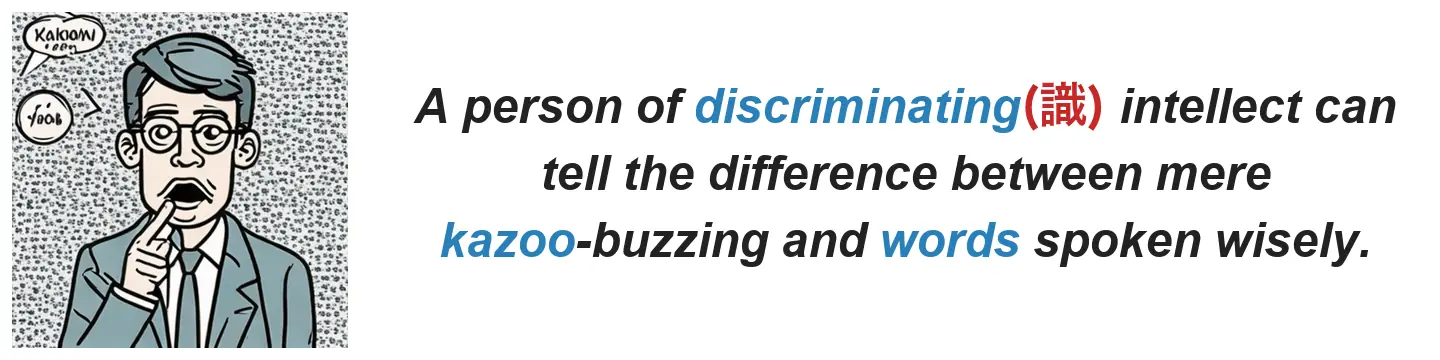 A person of discriminating(識) intellect can
tell the difference between mere
kazoo-buzzing and words spoken wisely.